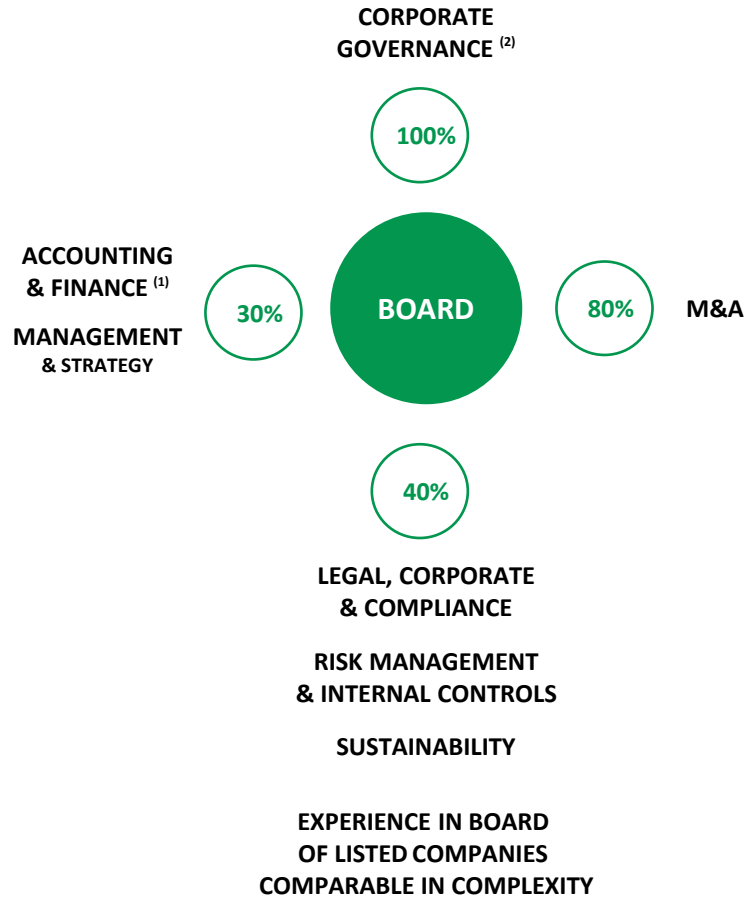 CORPORATE
GOVERNANCE (2)
100%
ACCOUNTING
& FINANCE (1)
MANAGEMENT
& STRATEGY
30%
BOARD
80%
M&A
40%
LEGAL, CORPORATE
& COMPLIANCE
RISK MANAGEMENT
& INTERNAL CONTROLS
SUSTAINABILITY
EXPERIENCE IN BOARD
OF LISTED COMPANIES
COMPARABLE IN COMPLEXITY